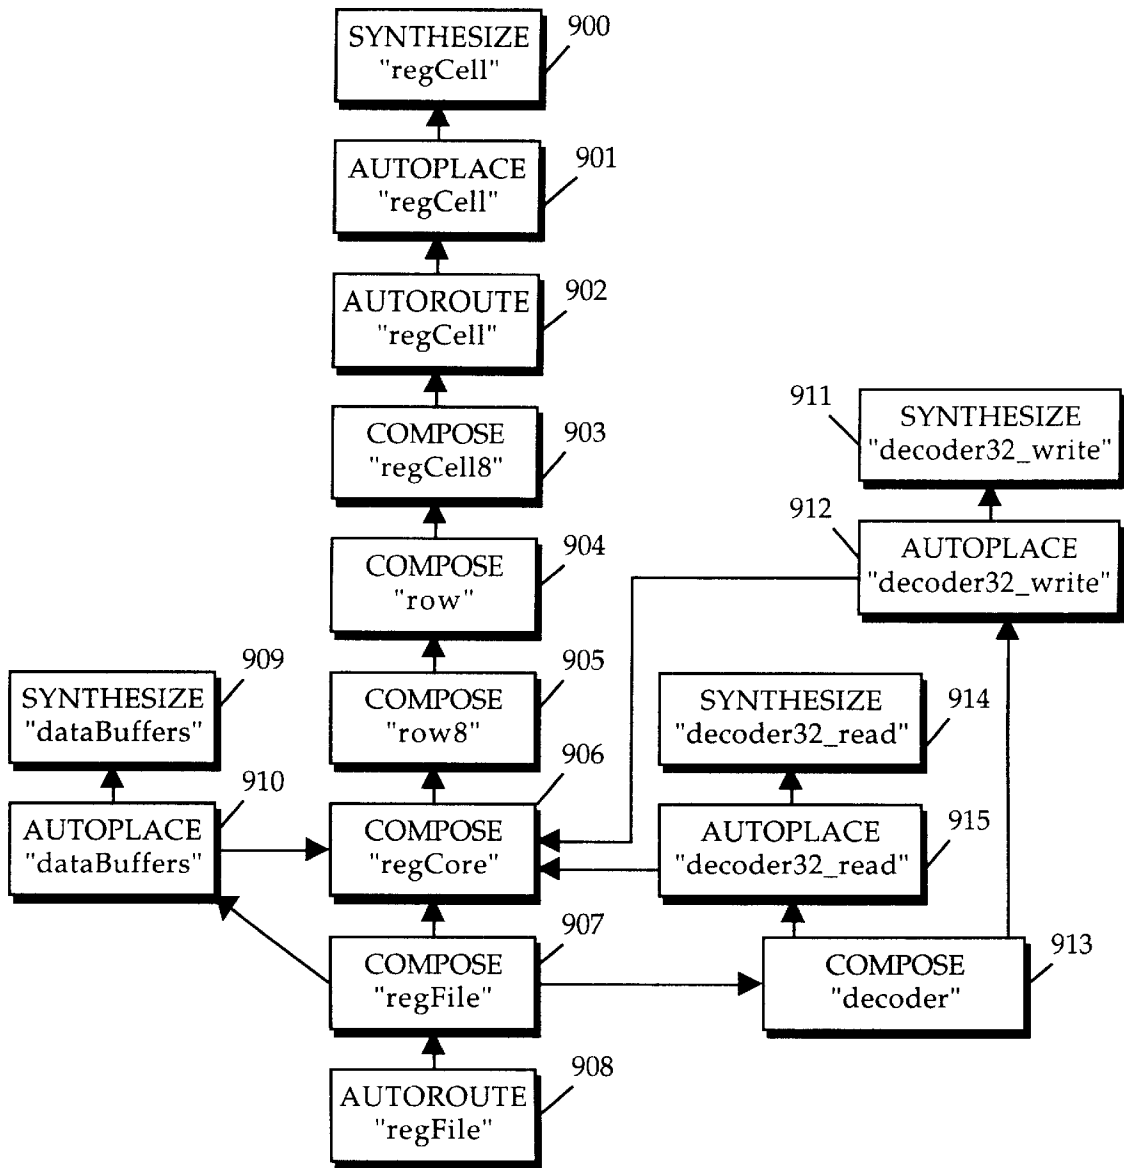 SYNTHESIZE
"regCell"
900
AUTOPLACE
"regCell"
901
AUTOROUTE
"regCell"
902
COMPOSE
"regCell8"
903
911
SYNTHESIZE
"decoder32_write"
912
AUTOPLACE
"decoder32_write"
COMPOSE
"row"
904
909
SYNTHESIZE
"dataBuffers"
COMPOSE
"row8"
905
SYNTHESIZE
"decoder32_read"
914
910
AUTOPLACE
"dataBuffers"
906
COMPOSE
"regCore"
AUTOPLACE
"decoder32_read"
915
907
COMPOSE
"regFile"
COMPOSE
"decoder"
913
AUTOROUTE
"regFile"
908